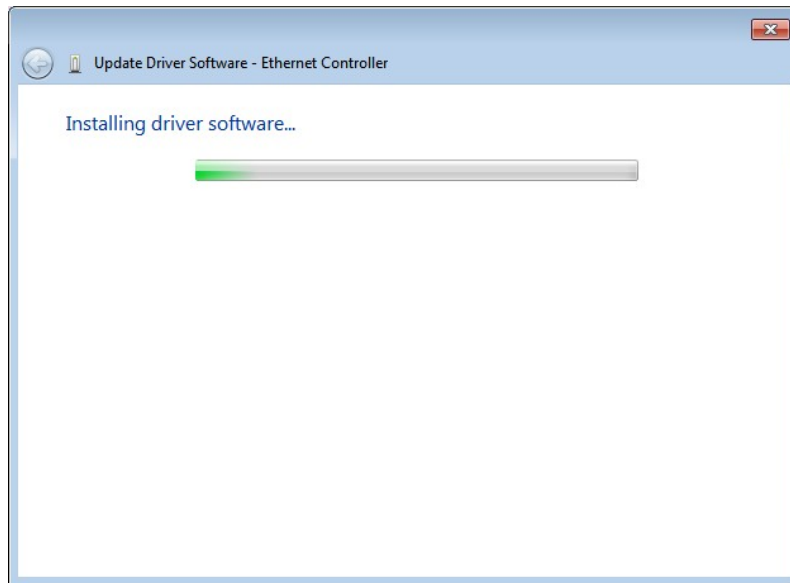 Update Driver Software - Ethernet Controller
Installing driver software...